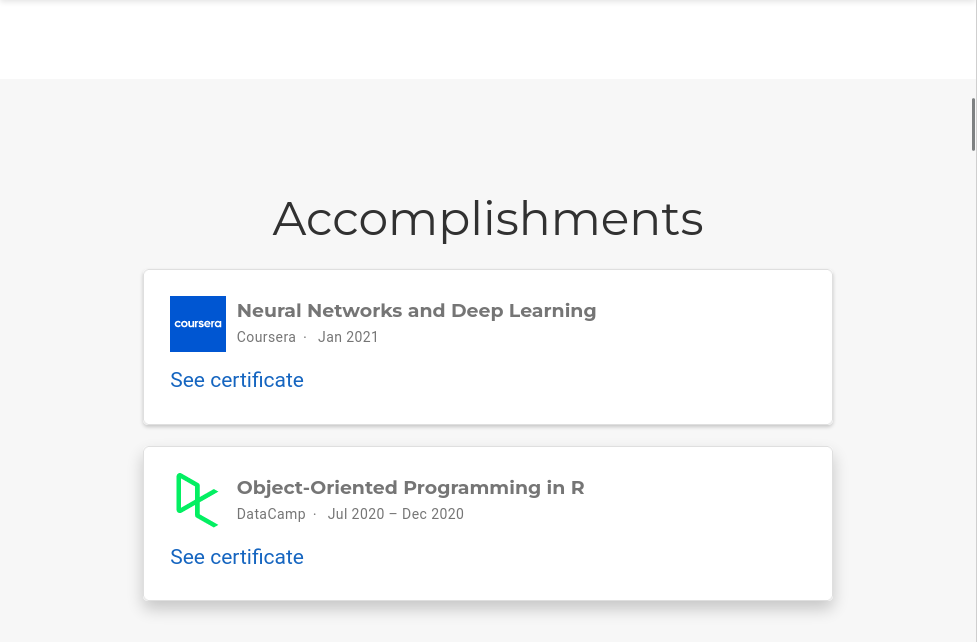 Accomplishments
coursera
Neural Networks and Deep Learning
Coursera · Jan 2021
See certificate
Object-Oriented Programming in R
DataCamp · Jul 2020 – Dec 2020
See certificate